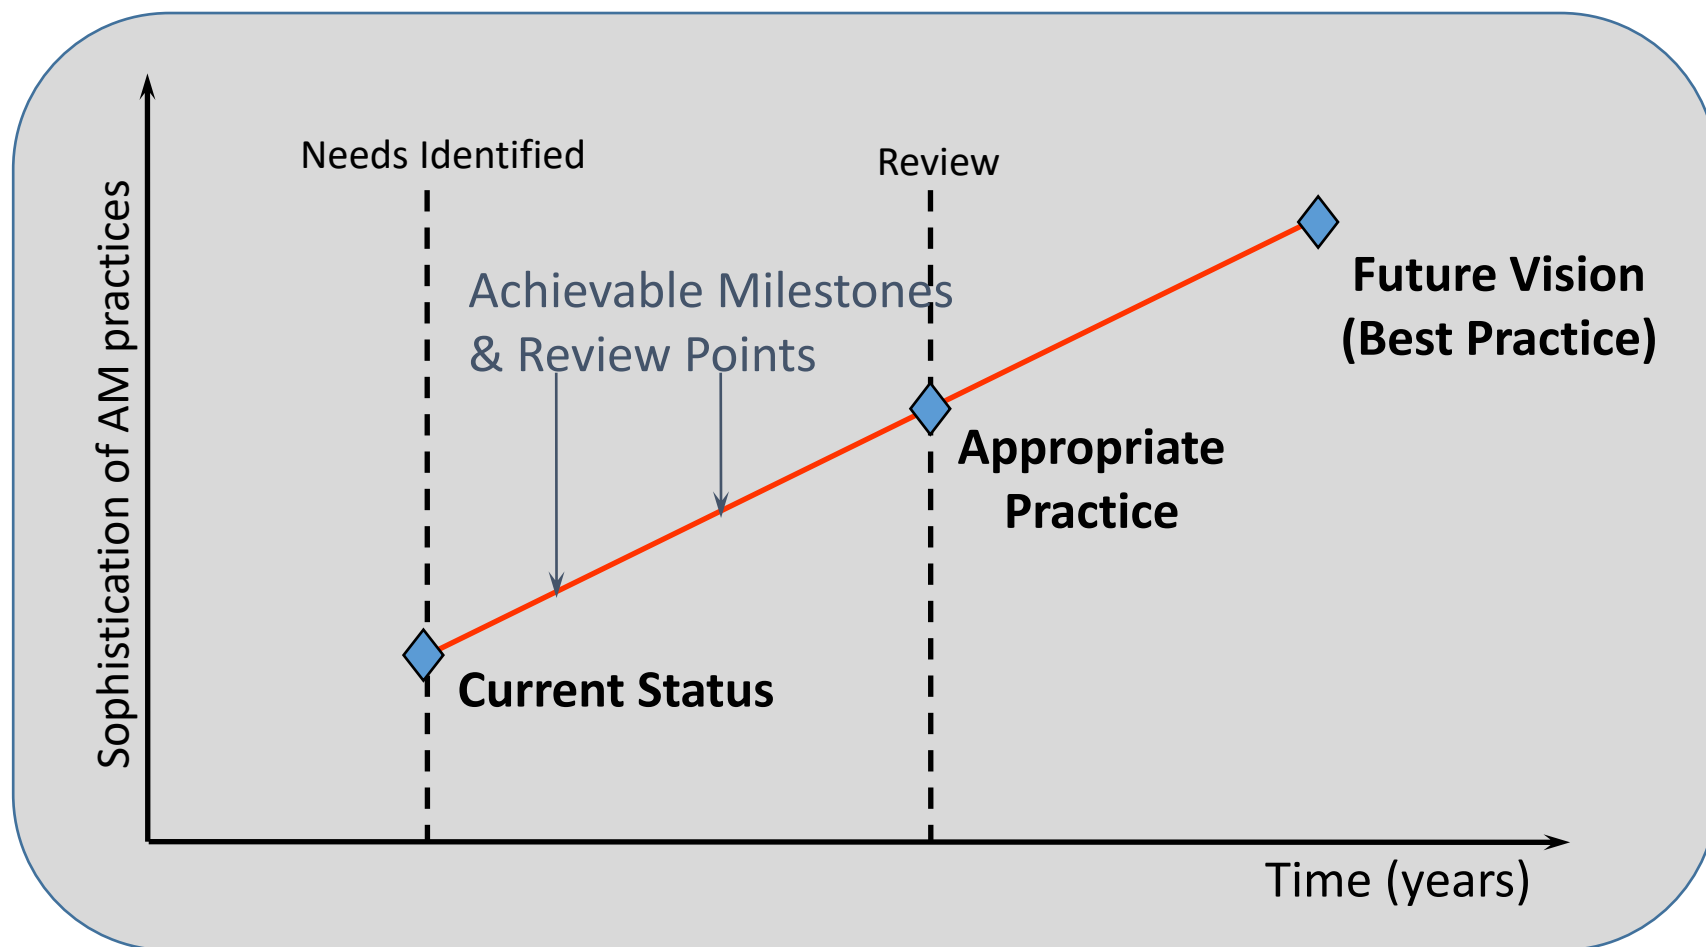 Needs Identified
Review
Sophistication of AM practices
Achievable Milestones
& Review Points
Future Vision
(Best Practice)
Appropriate
Practice
Current Status
Time (years)